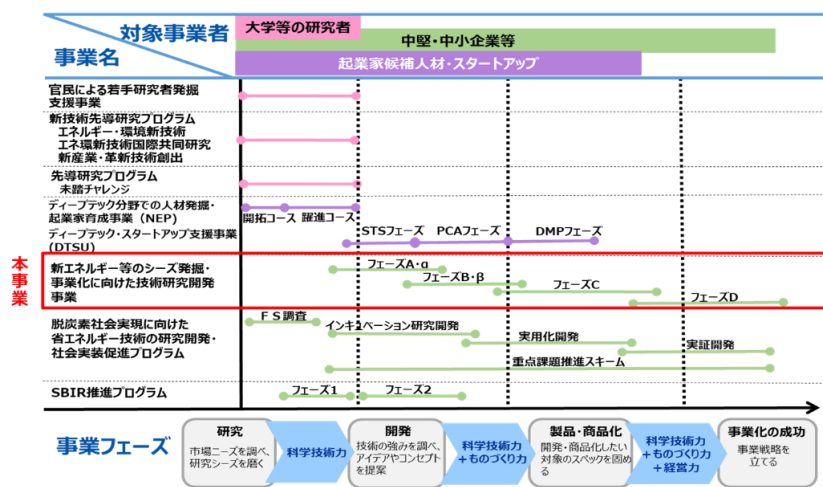 対象事業者
事業名
大学等の研究者
中堅・中小企業等
起業家候補人材・スタートアップ
官民による若手研究者発掘
支援事業
新技術先導研究プログラム
エネルギー・環境新技術
エネ環新技術国際共同研究
新産業・革新技術創出
先導研究プログラム
未踏チャレンジ
ディープテック分野での人材発掘・
起業家育成事業（NEP）
開拓コース 躍進コース
ディープテック・スタートアップ支援事業
(DTSU)
STSフェーズ PCAフェーズ DMPフェーズ
本事業
新エネルギー等のシーズ発掘・
事業化に向けた技術研究開発
事業
フェーズA・α
フェーズB・β
フェーズC
フェーズD
脱炭素社会実現に向けた
省エネルギー技術の研究開発・
社会実装促進プログラム
ＦＳ調査
インキュベーション研究開発
実用化開発
実証開発
重点課題推進スキーム
SBIR推進プログラム
フェーズ1 フェーズ2
事業フェーズ
研究
市場ニーズを調べ、
研究シーズを磨く
科学技術力
開発
技術の強みを調べ、
アイデアやコンセプト
を提案
科学技術力
+ものづくり力
製品・商品化
開発・商品化したい
対象のスペックを固め
る
科学技術力
+ものづくり力
+経営力
事業化の成功
事業戦略を
立てる